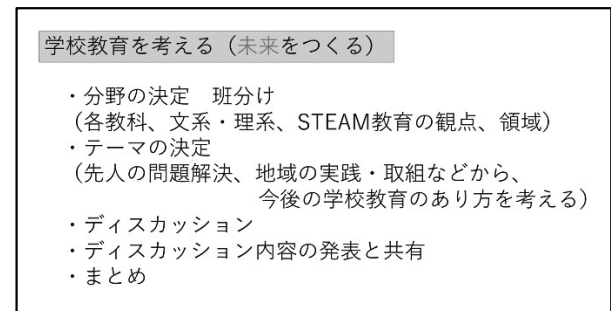 学校教育を考える（未来をつくる）
・分野の決定　班分け
（各教科、文系・理系、STEAM教育の観点、領域）
・テーマの決定
（先人の問題解決、地域の実践・取組などから、
今後の学校教育のあり方を考える）
・ディスカッション
・ディスカッション内容の発表と共有
・まとめ